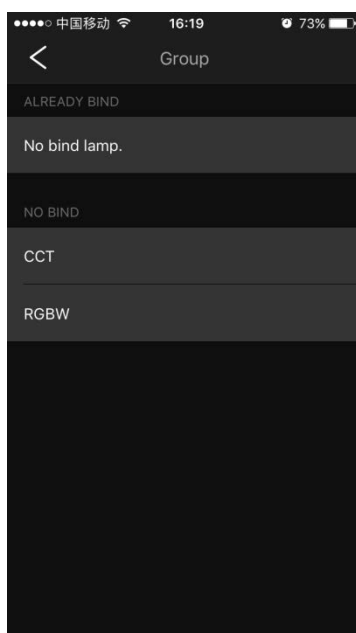 中国移动 16:19 73%
Group
ALREADY BIND
No bind lamp.
NO BIND
CCT
RGBW